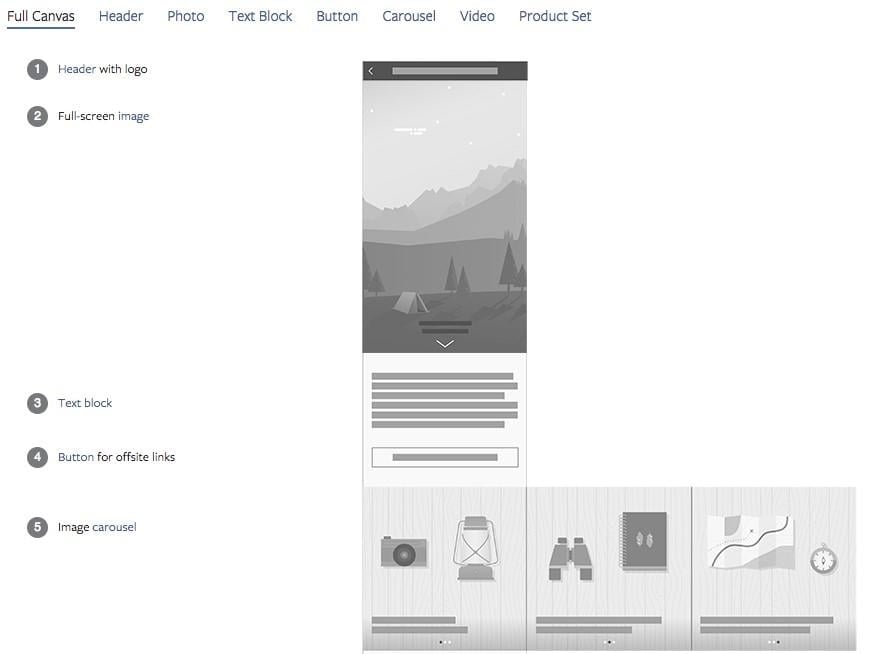 Full Canvas Header Photo Text Block Button Carousel Video Product Set
1 Header with logo
2 Full-screen image
3 Text block
4 Button for offsite links
5 Image carousel